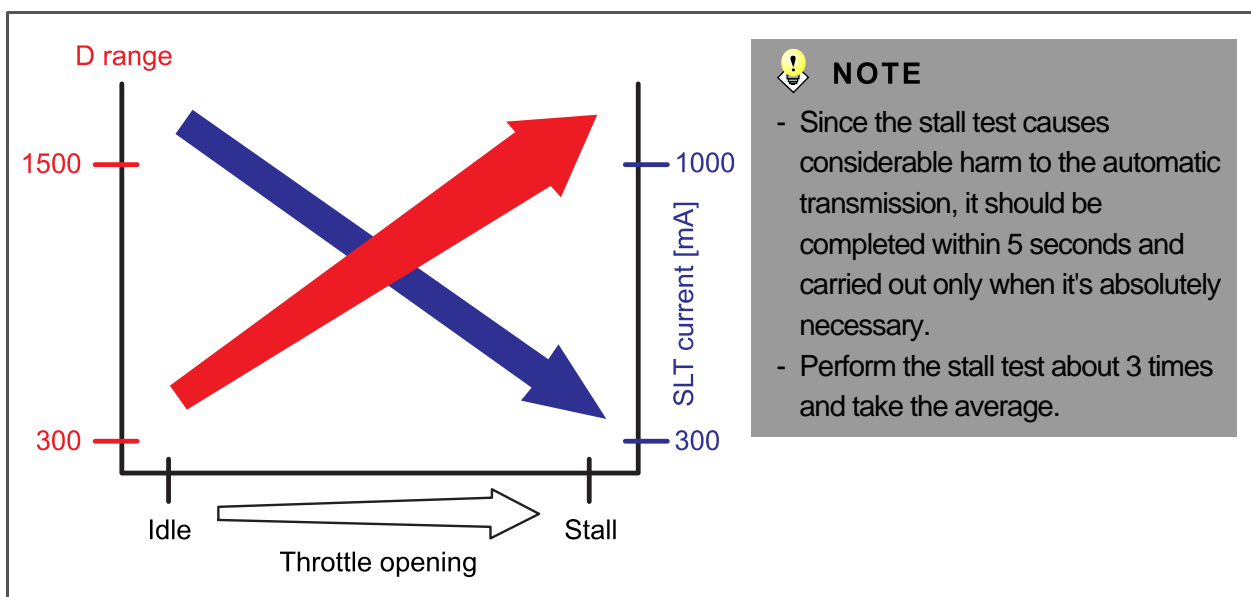 D range
1500
300
1000
300
SLT current [mA]
Idle
Stall
Throttle opening
NOTE
- Since the stall test causes
considerable harm to the automatic
transmission, it should be
completed within 5 seconds and
carried out only when it's absolutely
necessary.
- Perform the stall test about 3 times
and take the average.